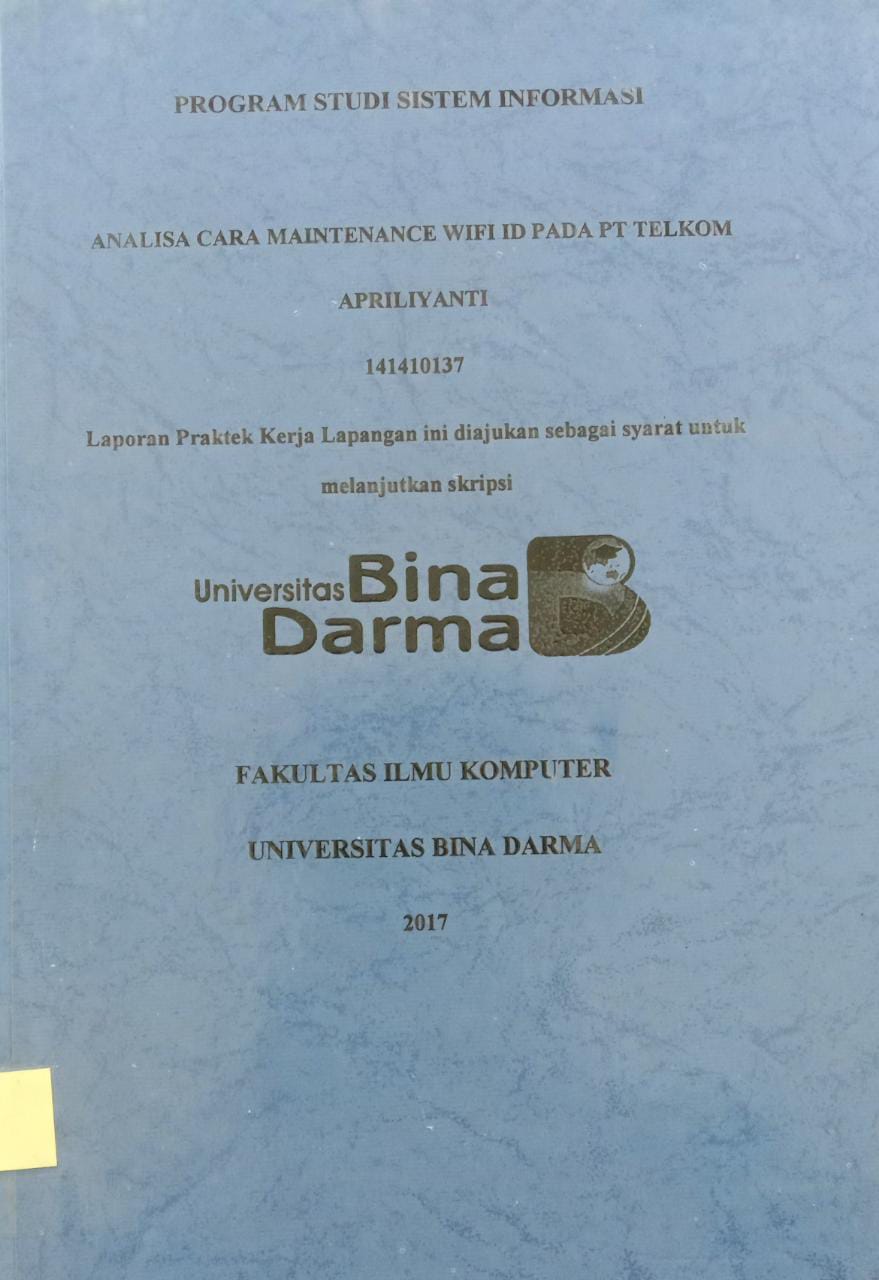 PROGRAM STUDI SISTEM INFORMASI
ANALISA CARA MAINTENANCE WIFI ID PADA PT TELKOM
APRILIYANTI
141410137
Laporan Praktek Kerja Lapangan ini diajukan sebagai syarat untuk
melanjutkan skripsi
Universitas Bina
Darma
FAKULTAS ILMU KOMPUTER
UNIVERSITAS BINA DARMA
2017